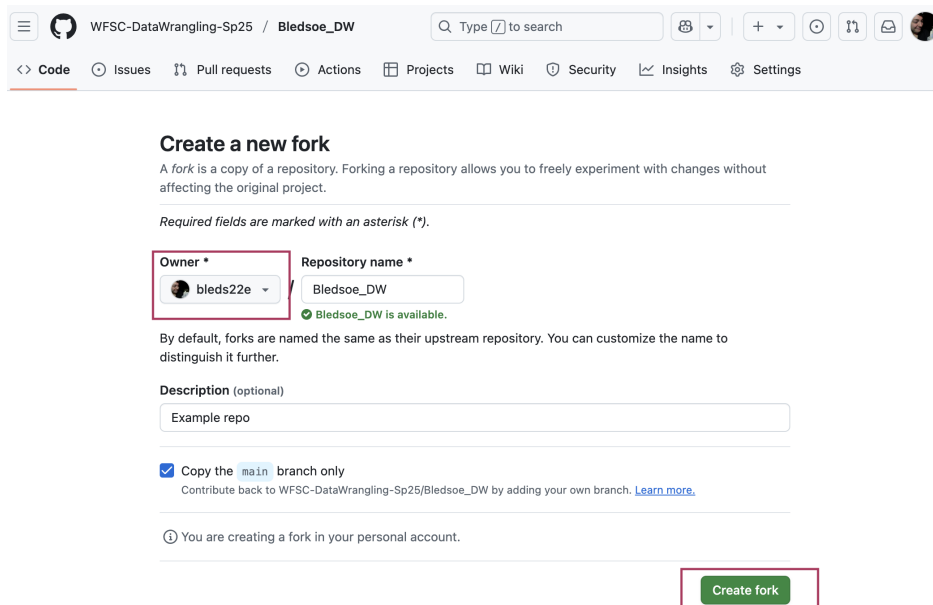 WFSC-DataWrangling-Sp25 / Bledsoe_DW
Type / to search
Code Issues Pull requests Actions Projects Wiki Security Insights Settings
Create a new fork
A fork is a copy of a repository. Forking a repository allows you to freely experiment with changes without
affecting the original project.
Required fields are marked with an asterisk (*).
Owner * Repository name *
bleds22e / Bledsoe_DW
Bledsoe_DW is available.
By default, forks are named the same as their upstream repository. You can customize the name to
distinguish it further.
Description (optional)
Example repo
Copy the main branch only
Contribute back to WFSC-DataWrangling-Sp25/Bledsoe_DW by adding your own branch. Learn more.
You are creating a fork in your personal account.
Create fork